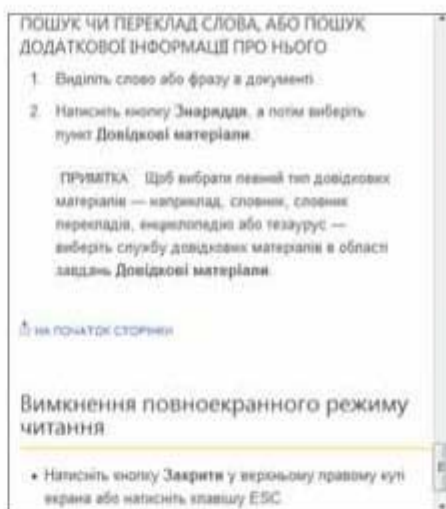 ПОШУК ЧИ ПЕРЕКЛАД СЛОВА, АБО ПОШУК
ДОДАТКОВОЇ ІНФОРМАЦІЇ ПРО НЬОГО
1. Виділіть слово або фразу в документі.
2. Натисніть кнопку Знаряддя, а потім виберіть
пункт Довідкові матеріали.
ПРИМІТКА Щоб вибрати певний тип довідкових
матеріалів — наприклад, словник, словник
перекладів, енциклопедію або тезаурус —
виберіть службу довідкових матеріалів в області
завдань Довідкові матеріали.
НА ПОЧАТОК СТОРІНКИ
Вимкнення повноекранного режиму
читання
• Натисніть кнопку Закрити у верхньому правому куті
екрана або натисніть клавішу ESC.